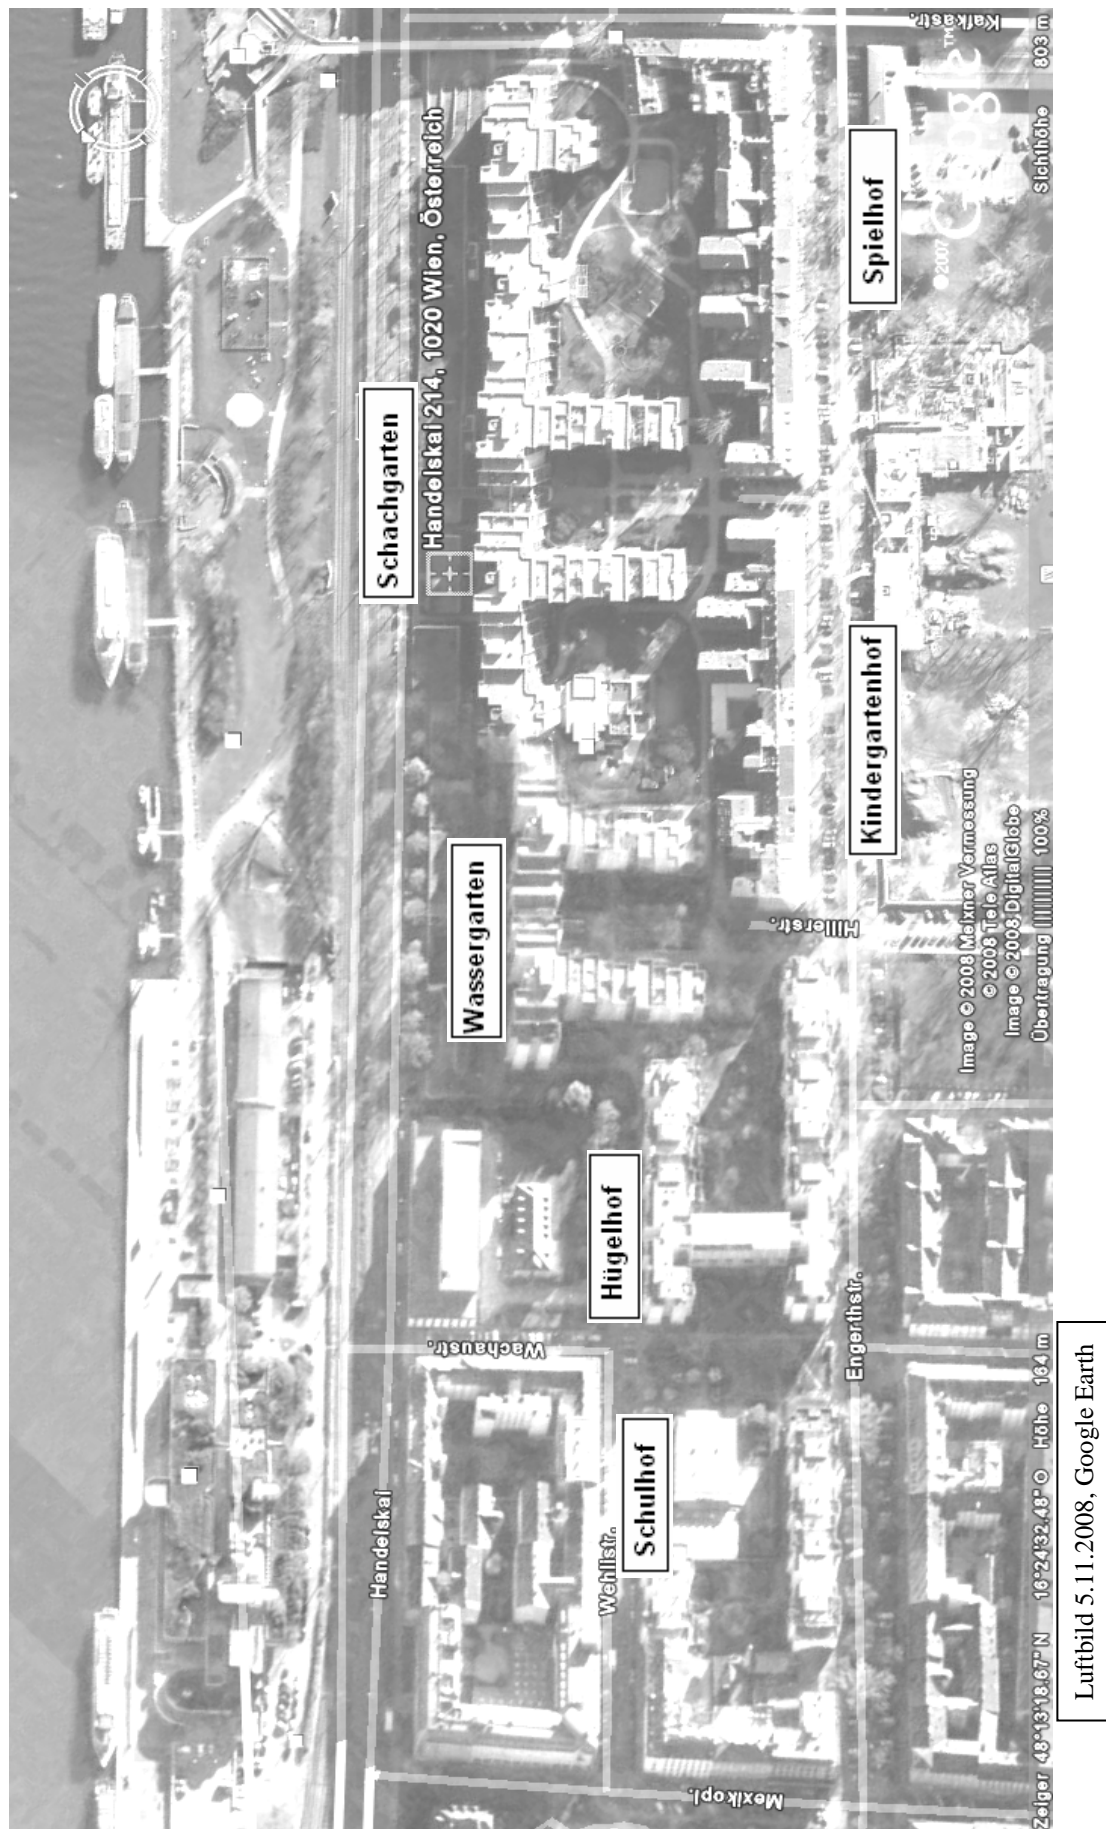 Kafkastr.
Handelskai 214, 1020 Wien, Österreich
Schachgarten
Spielhof
Wassergarten
Kindergartenhof
Hillerstr.
Hügelhof
Wachaustr.
Engerthstr.
Schulhof
Handelskai
Wehlistr.
Mexikopl.
©2007 Google™
Image © 2008 Meixner Vermessung
© 2008 Tele Atlas
Image © 2008 DigitalGlobe
Zeiger 48°13'18.67" N 16°24'32.48" O Höhe 164 m Übertragung |||||||||| 100% Sichthöhe 803 m
Luftbild 5.11.2008, Google Earth